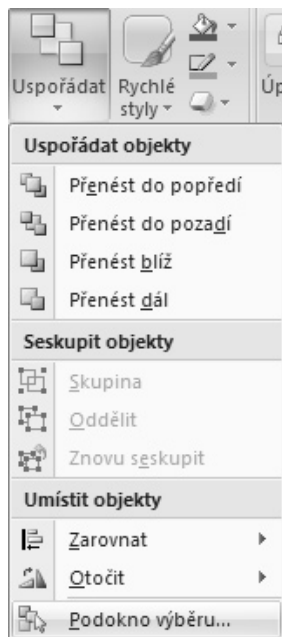 Uspořádat
Rychlé
styly
Úp
Uspořádat objekty
Přenést do popředí
Přenést do pozadí
Přenést blíž
Přenést dál
Seskupit objekty
Skupina
Oddělit
Znovu seskupit
Umístit objekty
Zarovnat
Otočit
Podokno výběru...